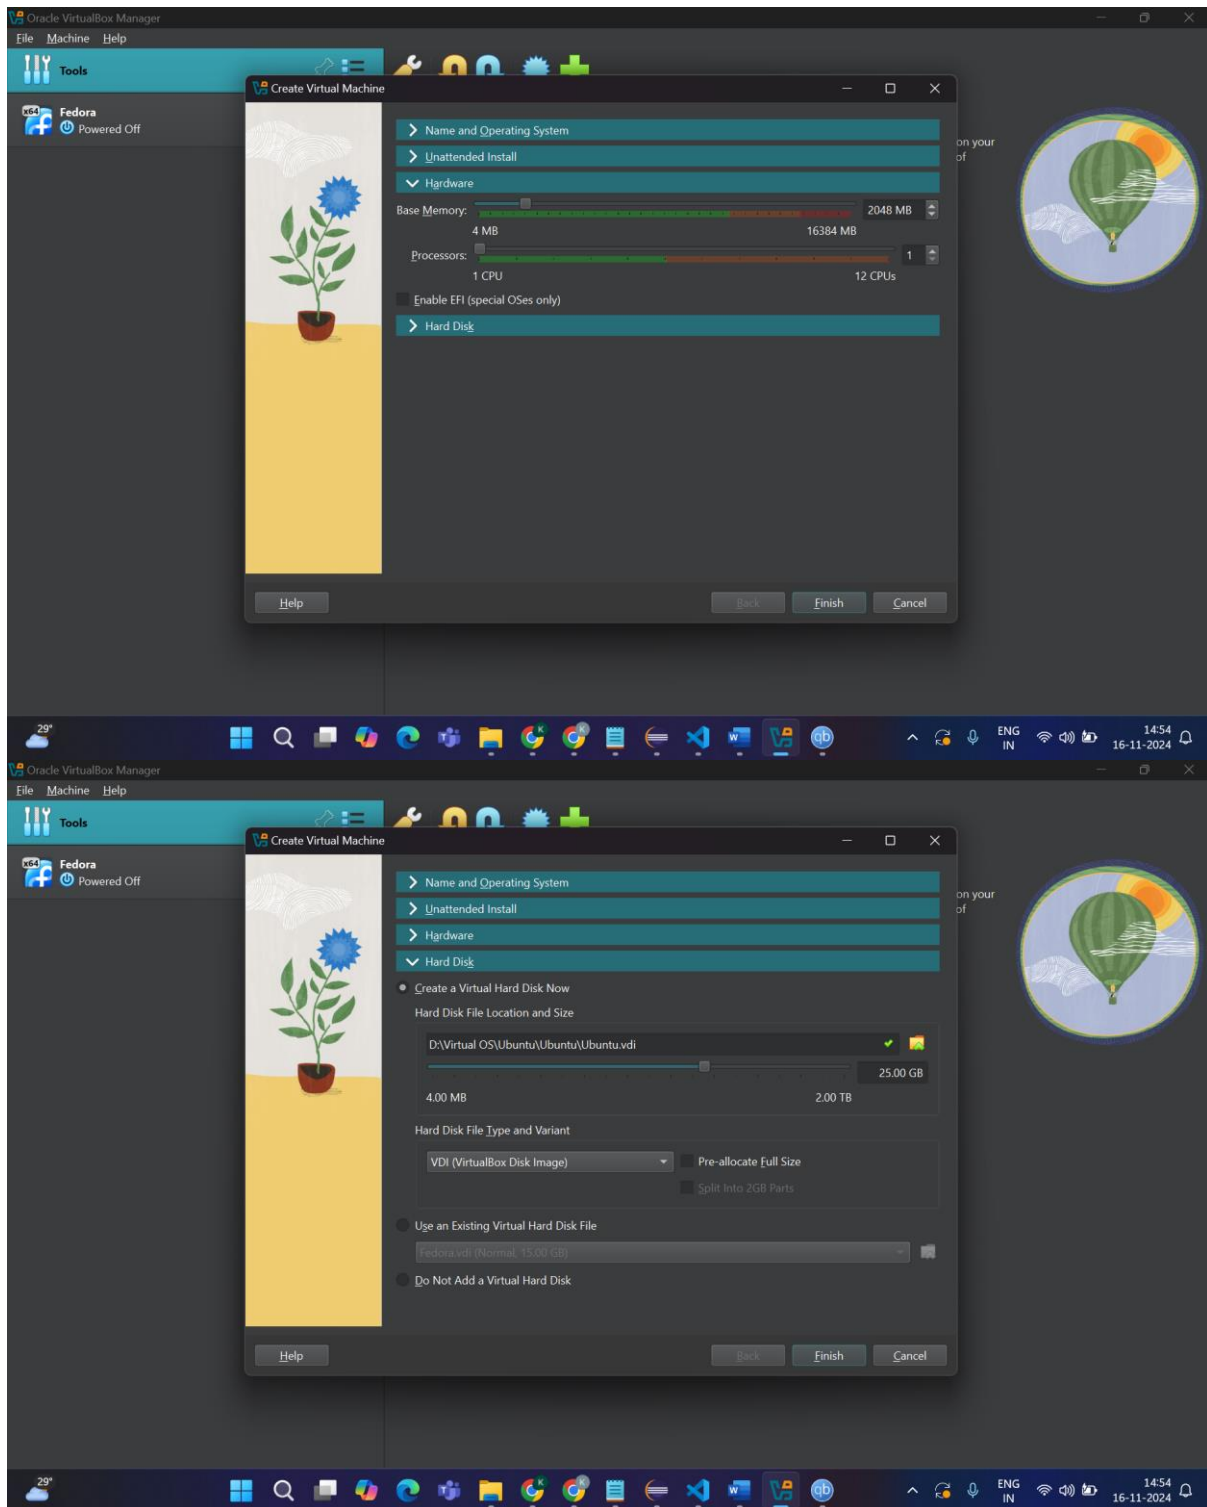 Oracle VirtualBox Manager
File Machine Help
Tools
x64
Fedora
Powered Off
Create Virtual Machine
Name and Operating System
Unattended Install
Hardware
Base Memory: 2048 MB
4 MB 16384 MB
Processors: 1
1 CPU 12 CPUs
Enable EFI (special OSes only)
Hard Disk
Help Back Finish Cancel
on your
of
29°
K K
W
qb
ENG
IN
14:54
16-11-2024
Oracle VirtualBox Manager
File Machine Help
Tools
x64
Fedora
Powered Off
Create Virtual Machine
Name and Operating System
Unattended Install
Hardware
Hard Disk
Create a Virtual Hard Disk Now
Hard Disk File Location and Size
D:\Virtual OS\Ubuntu\Ubuntu\Ubuntu.vdi
25.00 GB
4.00 MB 2.00 TB
Hard Disk File Type and Variant
VDI (VirtualBox Disk Image) Pre-allocate Full Size
Split Into 2GB Parts
Use an Existing Virtual Hard Disk File
Fedora.vdi (Normal, 15.00 GB)
Do Not Add a Virtual Hard Disk
Help Back Finish Cancel
on your
of
29°
K K
W
qb
ENG
IN
14:54
16-11-2024